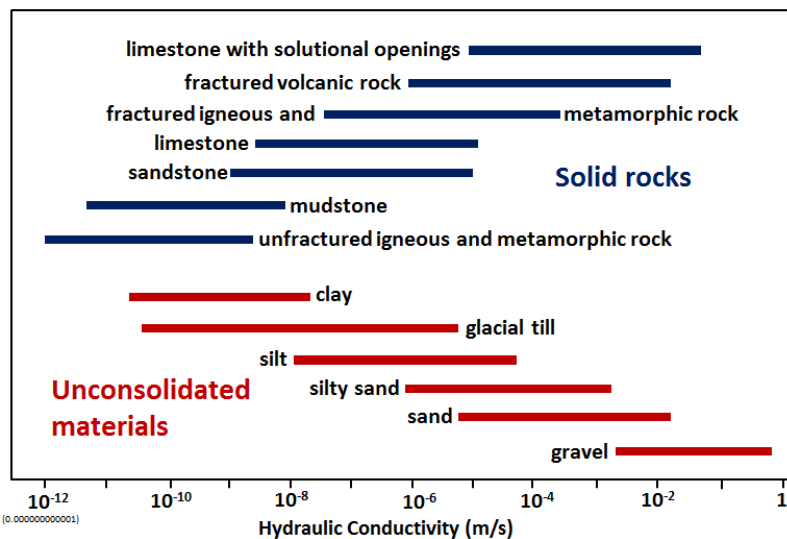 limestone with solutional openings
fractured volcanic rock
fractured igneous and metamorphic rock
limestone
sandstone
Solid rocks
mudstone
unfractured igneous and metamorphic rock
clay
glacial till
silt
Unconsolidated
materials
silty sand
sand
gravel
10⁻¹² 10⁻¹⁰ 10⁻⁸ 10⁻⁶ 10⁻⁴ 10⁻² 1
(0.000000000001)
Hydraulic Conductivity (m/s)